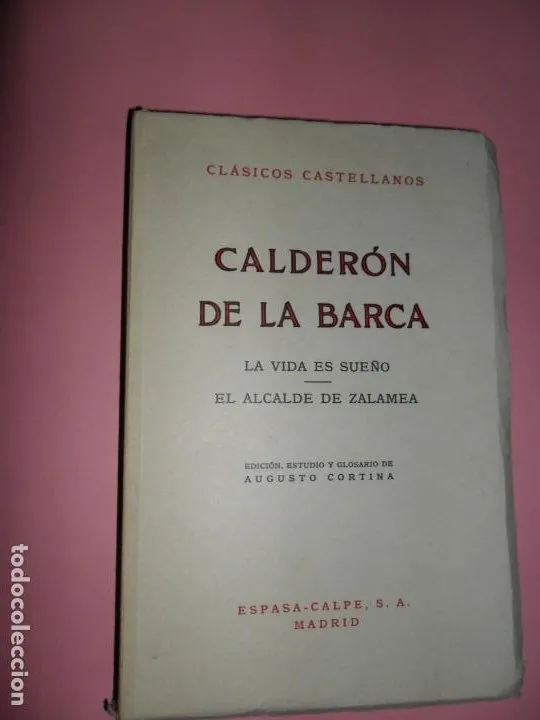 CLÁSICOS CASTELLANOS
CALDERÓN
DE LA BARCA
LA VIDA ES SUEÑO
EL ALCALDE DE ZALAMEA
EDICIÓN, ESTUDIO Y GLOSARIO DE
AUGUSTO CORTINA
ESPASA-CALPE, S. A.
MADRID
todocoleccion